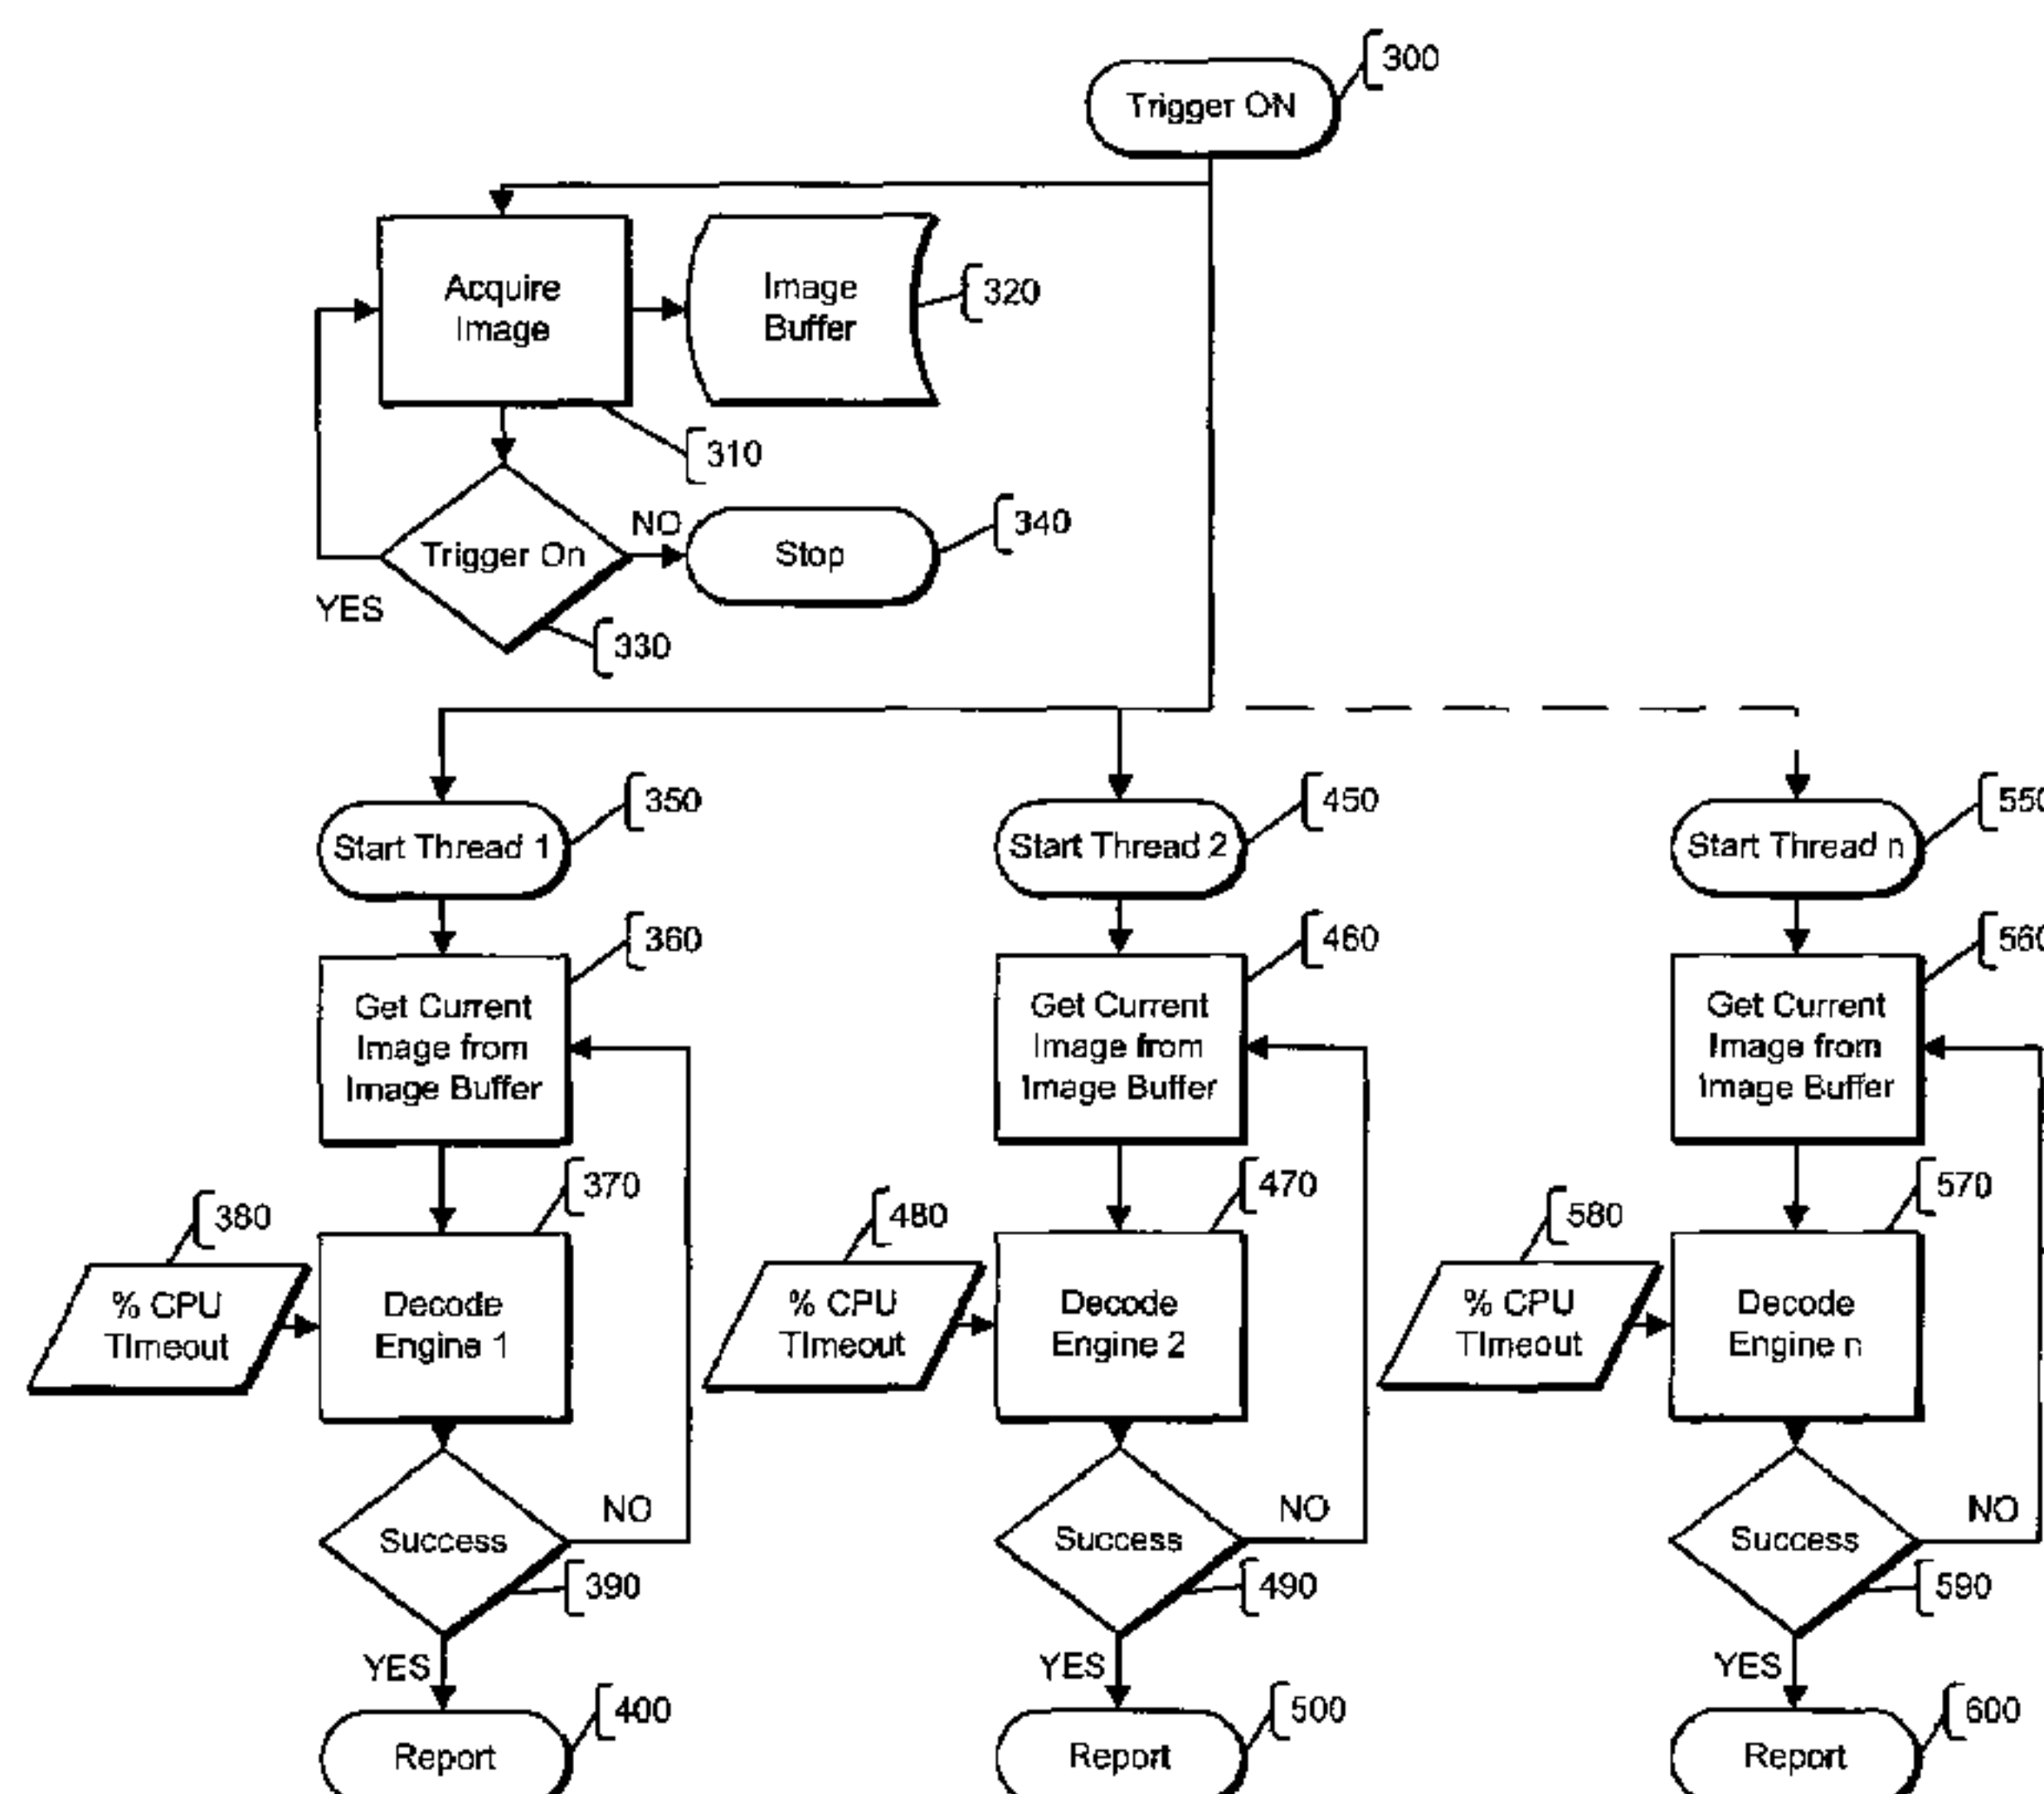 300
Trigger ON
Acquire
Image
Image
Buffer
320
310
Trigger On
NO
Stop
340
YES
330
350
Start Thread 1
450
Start Thread 2
550
Start Thread n
360
Get Current
Image from
Image Buffer
460
Get Current
Image from
Image Buffer
560
Get Current
Image from
Image Buffer
380
% CPU
TImeout
370
Decode
Engine 1
480
% CPU
TImeout
470
Decode
Engine 2
580
% CPU
TImeout
570
Decode
Engine n
Success
NO
390
Success
NO
490
Success
NO
590
YES
400
Report
YES
500
Report
YES
600
Report